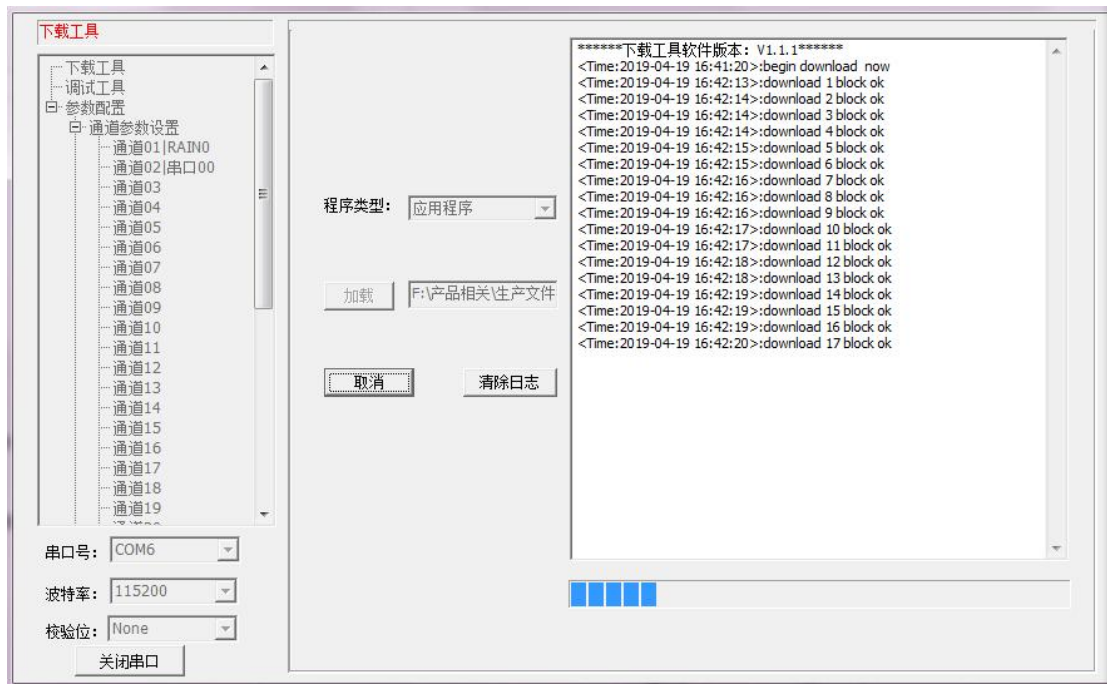 下载工具
下载工具
调试工具
参数配置
通道参数设置
通道01|RAIN0
通道02|串口00
通道03
通道04
通道05
通道06
通道07
通道08
通道09
通道10
通道11
通道12
通道13
通道14
通道15
通道16
通道17
通道18
通道19
串口号： COM6
波特率： 115200
校验位： None
关闭串口
程序类型： 应用程序
加载 F:\产品相关\生产文件
取消 清除日志
******下载工具软件版本：V1.1.1******
<Time:2019-04-19 16:41:20>:begin download  now
<Time:2019-04-19 16:42:13>:download 1 block ok
<Time:2019-04-19 16:42:14>:download 2 block ok
<Time:2019-04-19 16:42:14>:download 3 block ok
<Time:2019-04-19 16:42:14>:download 4 block ok
<Time:2019-04-19 16:42:15>:download 5 block ok
<Time:2019-04-19 16:42:15>:download 6 block ok
<Time:2019-04-19 16:42:16>:download 7 block ok
<Time:2019-04-19 16:42:16>:download 8 block ok
<Time:2019-04-19 16:42:16>:download 9 block ok
<Time:2019-04-19 16:42:17>:download 10 block ok
<Time:2019-04-19 16:42:17>:download 11 block ok
<Time:2019-04-19 16:42:18>:download 12 block ok
<Time:2019-04-19 16:42:18>:download 13 block ok
<Time:2019-04-19 16:42:19>:download 14 block ok
<Time:2019-04-19 16:42:19>:download 15 block ok
<Time:2019-04-19 16:42:19>:download 16 block ok
<Time:2019-04-19 16:42:20>:download 17 block ok